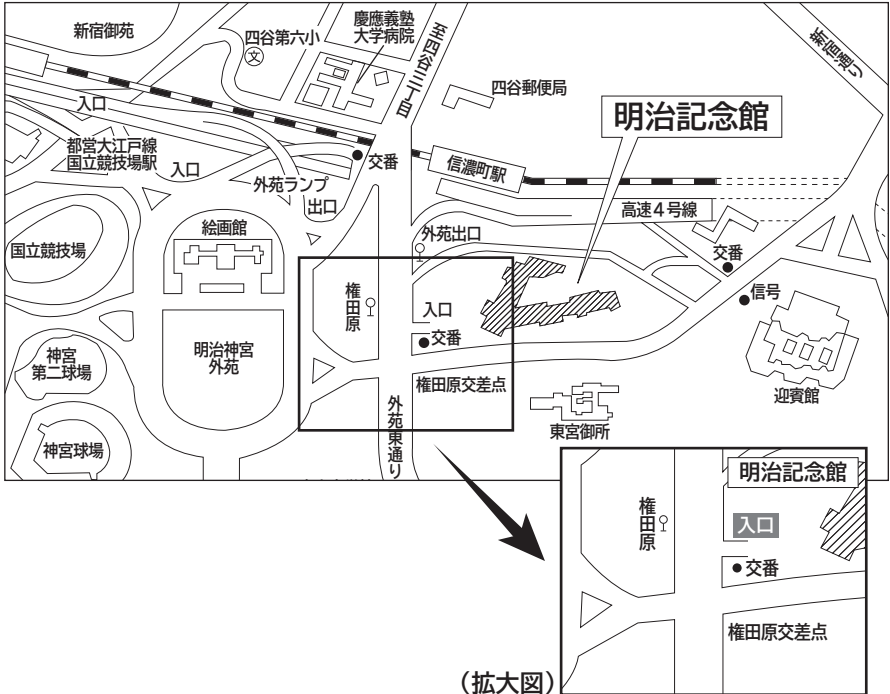 新宿御苑
四谷第六小
文
慶應義塾
大学病院
至四谷三丁目
新宿通り
四谷郵便局
明治記念館
入口
都営大江戸線
国立競技場駅
入口
外苑ランプ
出口
交番
信濃町駅
高速4号線
国立競技場
絵画館
外苑出口
交番
信号
権田原
入口
交番
神宮
第二球場
明治神宮
外苑
権田原交差点
迎賓館
外苑東通り
東宮御所
神宮球場
明治記念館
権田原
入口
交番
権田原交差点
（拡大図）